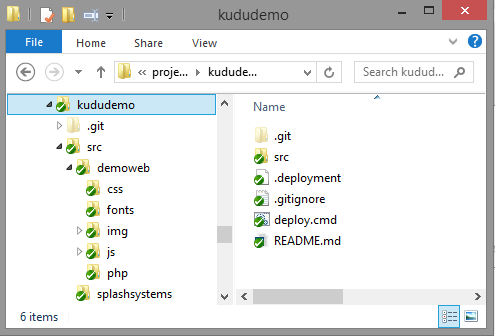 kududemo
File
Home
Share
View
« proje... kudude...
Search kudud...
kududemo
.git
src
demoweb
css
fonts
img
js
php
splashsystems
Name
.git
src
.deployment
.gitignore
deploy.cmd
README.md
6 items